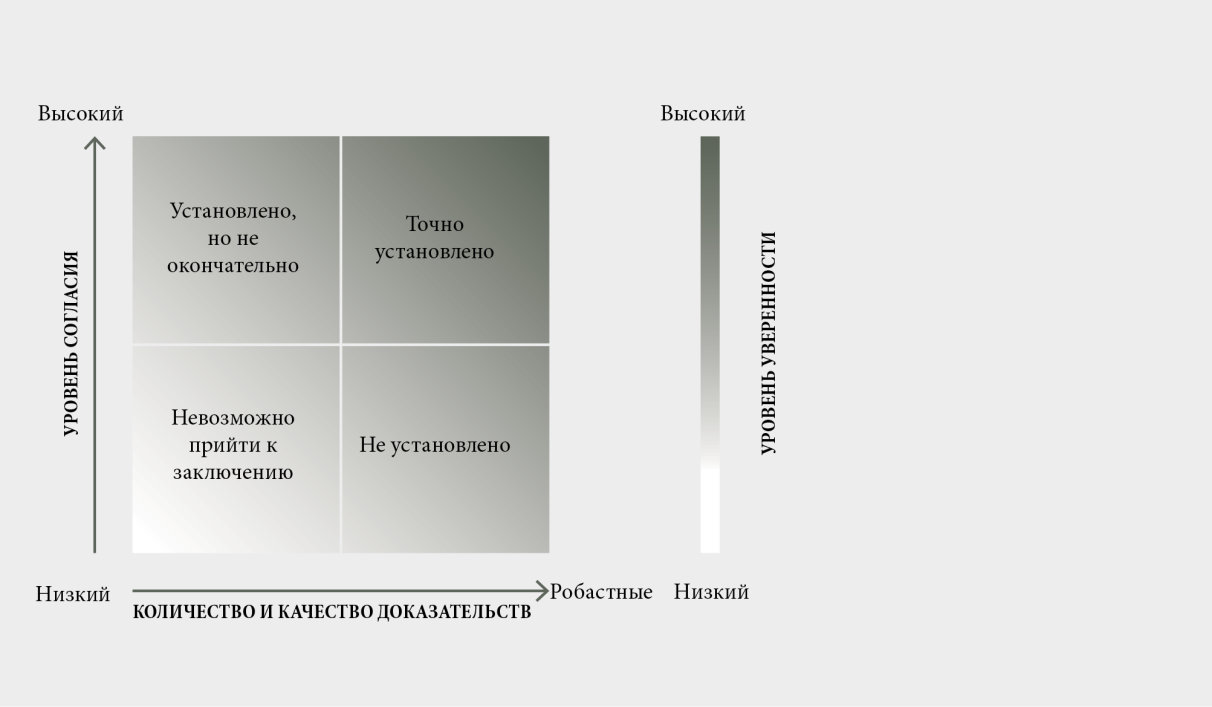 Высокий
Высокий
УРОВЕНЬ СОГЛАСИЯ
Установлено,
но не
окончательно
Точно
установлено
Невозможно
прийти к
заключению
Не установлено
УРОВЕНЬ УВЕРЕННОСТИ
Низкий
Робастные
Низкий
КОЛИЧЕСТВО И КАЧЕСТВО ДОКАЗАТЕЛЬСТВ